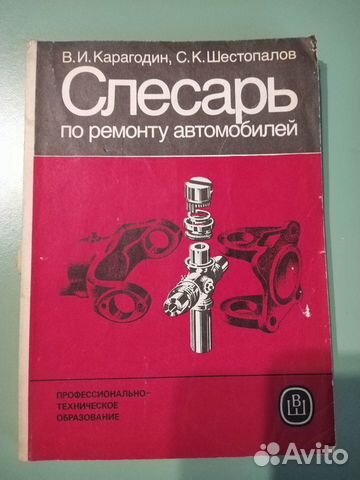 В.И.Карагодин, С.К.Шестопалов
Слесарь
по ремонту автомобилей
ПРОФЕССИОНАЛЬНО-
ТЕХНИЧЕСКОЕ
ОБРАЗОВАНИЕ
ВШ
Avito